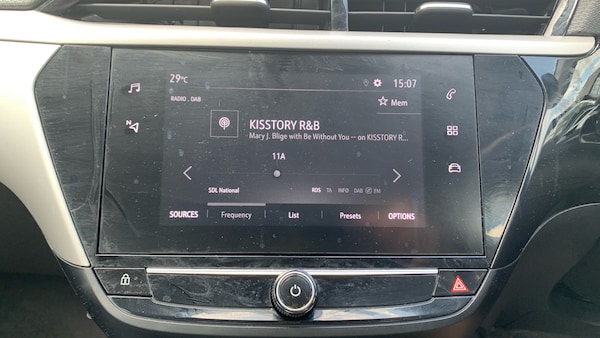 29°C 15:07
RADIO . DAB
Mem
KISSTORY R&B
Mary J. Blige with Be Without You -- on KISSTORY R...
11A
N
SDL National RDS TA INFO DAB FM
SOURCES Frequency List Presets OPTIONS